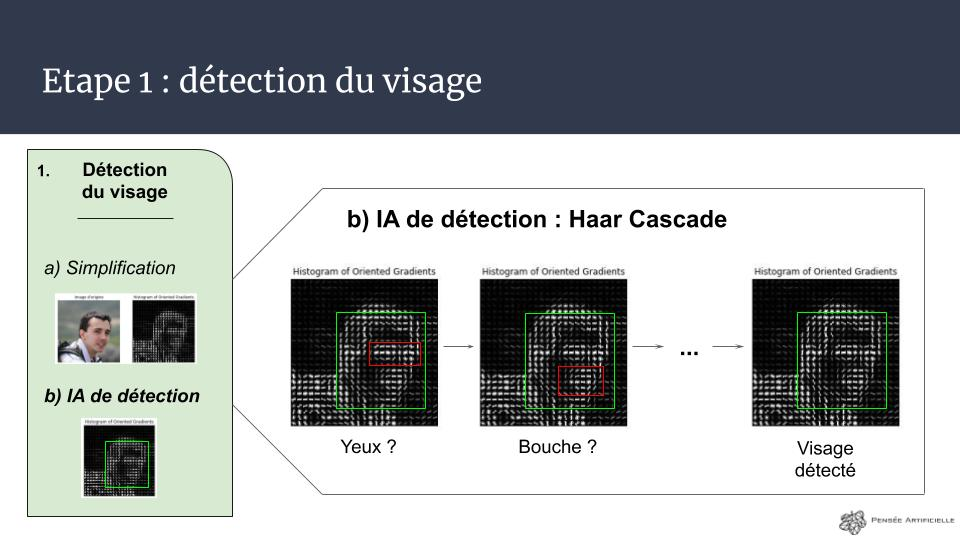 Etape 1 : détection du visage
1. Détection
du visage
a) Simplification
Image d'origine
Histogram of Oriented Gradients
b) IA de détection
Histogram of Oriented Gradients
b) IA de détection : Haar Cascade
Histogram of Oriented Gradients
Histogram of Oriented Gradients
Histogram of Oriented Gradients
...
Yeux ?
Bouche ?
Visage
détecté
PENSÉE ARTIFICIELLE